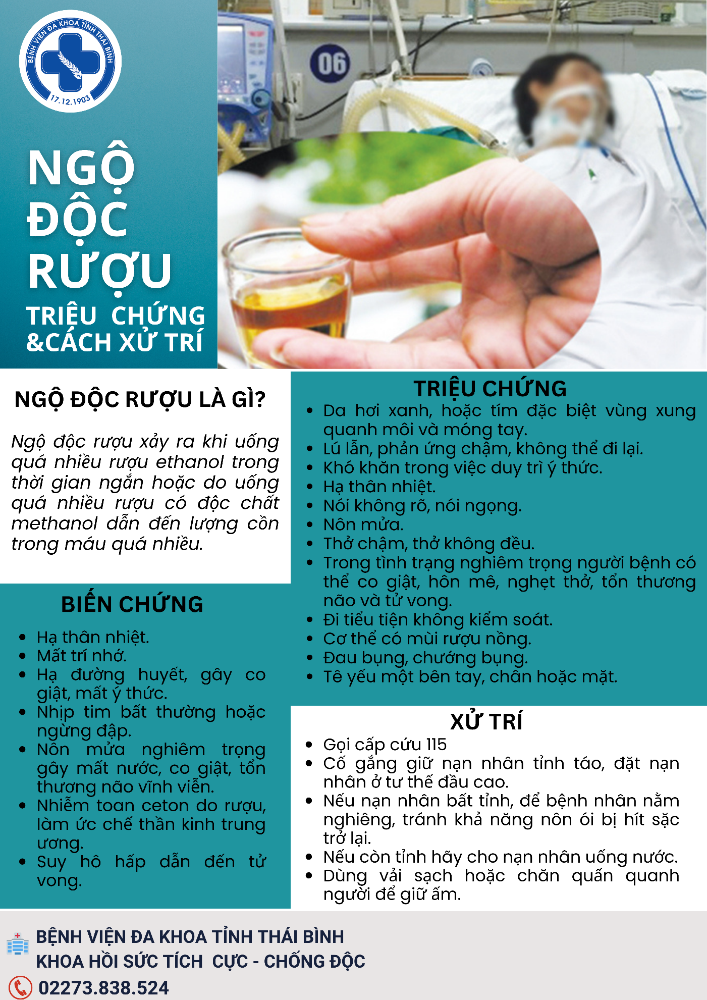 BỆNH VIỆN ĐA KHOA TỈNH THÁI BÌNH
17.12.1903
06
NGỘ
ĐỘC
RƯỢU
TRIỆU CHỨNG
&CÁCH XỬ TRÍ
NGỘ ĐỘC RƯỢU LÀ GÌ?
Ngộ độc rượu xảy ra khi uống
quá nhiều rượu ethanol trong
thời gian ngắn hoặc do uống
quá nhiều rượu có độc chất
methanol dẫn đến lượng cồn
trong máu quá nhiều.
BIẾN CHỨNG
• Hạ thân nhiệt.
• Mất trí nhớ.
• Hạ đường huyết, gây co
giật, mất ý thức.
• Nhịp tim bất thường hoặc
ngừng đập.
• Nôn mửa nghiêm trọng
gây mất nước, co giật, tổn
thương não vĩnh viễn.
• Nhiễm toan ceton do rượu,
làm ức chế thần kinh trung
ương.
• Suy hô hấp dẫn đến tử
vong.
TRIỆU CHỨNG
• Da hơi xanh, hoặc tím đặc biệt vùng xung
quanh môi và móng tay.
• Lú lẫn, phản ứng chậm, không thể đi lại.
• Khó khăn trong việc duy trì ý thức.
• Hạ thân nhiệt.
• Nói không rõ, nói ngọng.
• Nôn mửa.
• Thở chậm, thở không đều.
• Trong tình trạng nghiêm trọng người bệnh có
thể co giật, hôn mê, nghẹt thở, tổn thương
não và tử vong.
• Đi tiểu tiện không kiểm soát.
• Cơ thể có mùi rượu nồng.
• Đau bụng, chướng bụng.
• Tê yếu một bên tay, chân hoặc mặt.
XỬ TRÍ
• Gọi cấp cứu 115
• Cố gắng giữ nạn nhân tỉnh táo, đặt nạn
nhân ở tư thế đầu cao.
• Nếu nạn nhân bất tỉnh, để bệnh nhân nằm
nghiêng, tránh khả năng nôn ói bị hít sặc
trở lại.
• Nếu còn tỉnh hãy cho nạn nhân uống nước.
• Dùng vải sạch hoặc chăn quấn quanh
người để giữ ấm.
BỆNH VIỆN ĐA KHOA TỈNH THÁI BÌNH
KHOA HỒI SỨC TÍCH CỰC - CHỐNG ĐỘC
02273.838.524